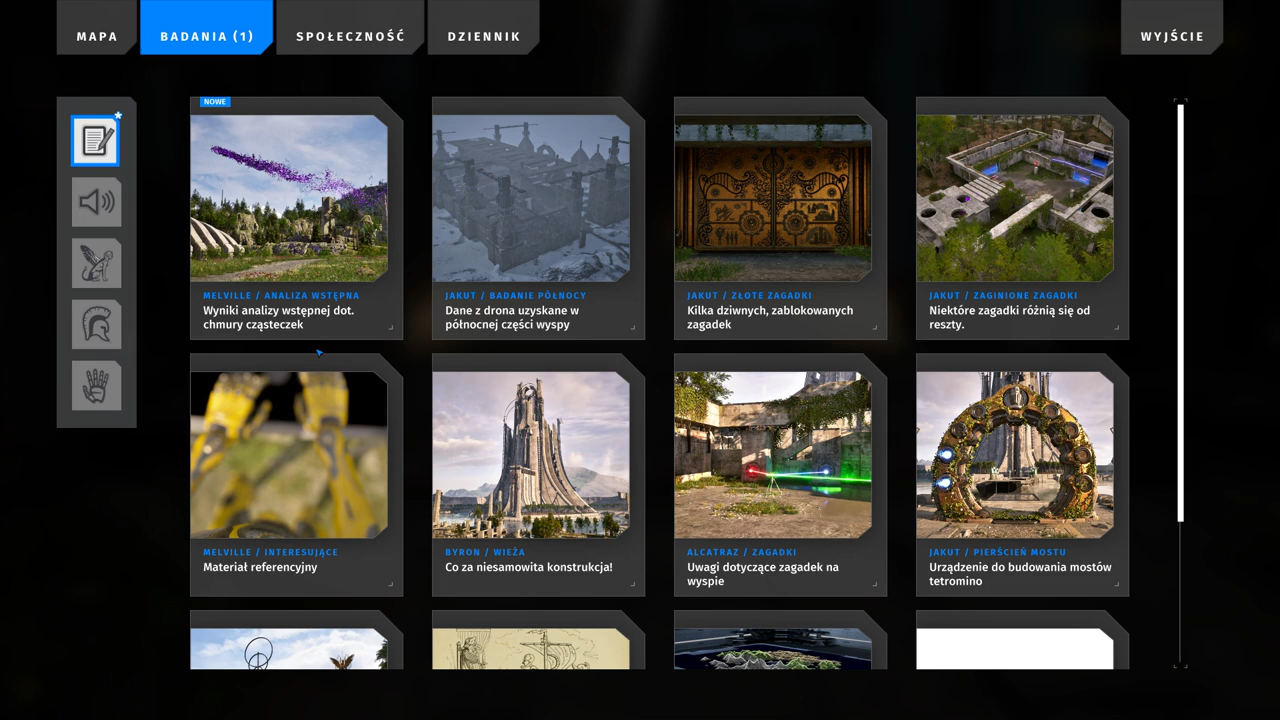 MAPA
BADANIA (1)
SPOŁECZNOŚĆ
DZIENNIK
WYJŚCIE
NOWE
MELVILLE / ANALIZA WSTĘPNA
Wyniki analizy wstępnej dot.
chmury cząsteczek
JAKUT / BADANIE PÓŁNOCY
Dane z drona uzyskane w
północnej części wyspy
JAKUT / ZŁOTE ZAGADKI
Kilka dziwnych, zablokowanych
zagadek
JAKUT / ZAGINIONE ZAGADKI
Niektóre zagadki różnią się od
reszty.
MELVILLE / INTERESUJĄCE
Materiał referencyjny
BYRON / WIEŻA
Co za niesamowita konstrukcja!
ALCATRAZ / ZAGADKI
Uwagi dotyczące zagadek na
wyspie
JAKUT / PIERŚCIEŃ MOSTU
Urządzenie do budowania mostów
tetromino